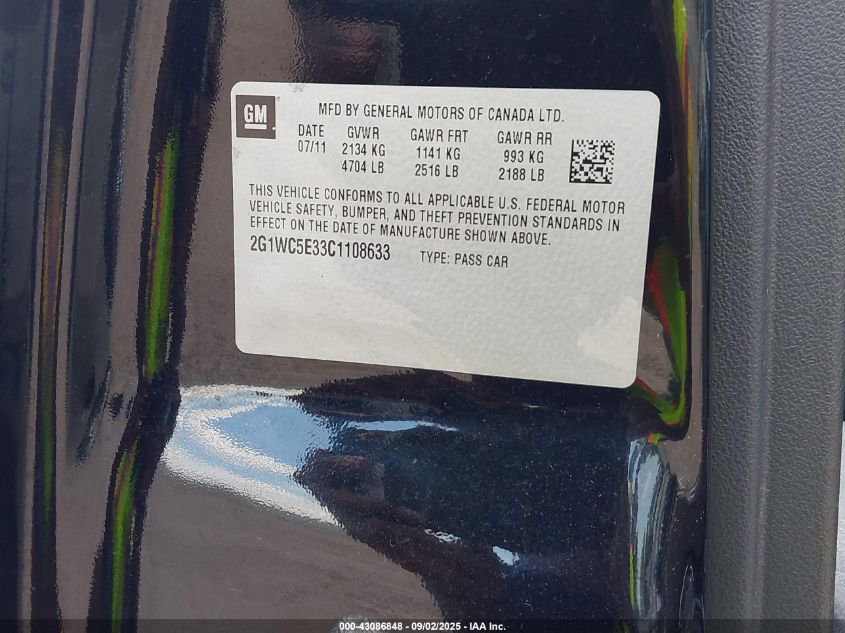 GM
MFD BY GENERAL MOTORS OF CANADA LTD.
DATE GVWR GAWR FRT GAWR RR
07/11 2134 KG 1141 KG 993 KG
4704 LB 2516 LB 2188 LB
THIS VEHICLE CONFORMS TO ALL APPLICABLE U.S. FEDERAL MOTOR
VEHICLE SAFETY, BUMPER, AND THEFT PREVENTION STANDARDS IN
EFFECT ON THE DATE OF MANUFACTURE SHOWN ABOVE.
2G1WC5E33C1108633 TYPE: PASS CAR
000-43086848 - 09/02/2025 - IAA Inc.